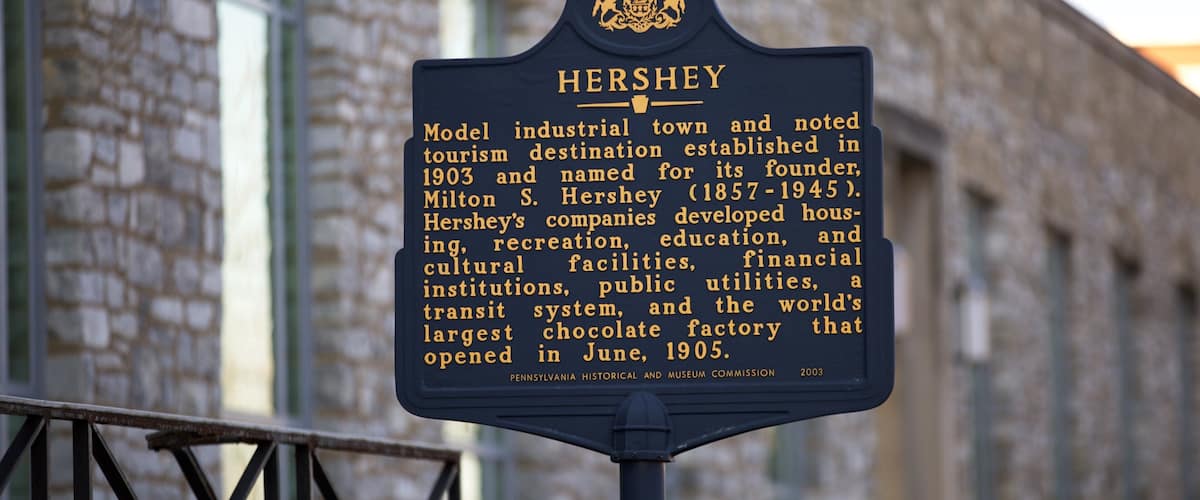 HERSHEY
Model industrial town and noted
tourism destination established in
1903 and named for its founder,
Milton S. Hershey (1857-1945).
Hershey's companies developed hous-
ing, recreation, education, and
cultural facilities, financial
institutions, public utilities, a
transit system, and the world's
largest chocolate factory that
opened in June, 1905.
PENNSYLVANIA HISTORICAL AND MUSEUM COMMISSION 2003